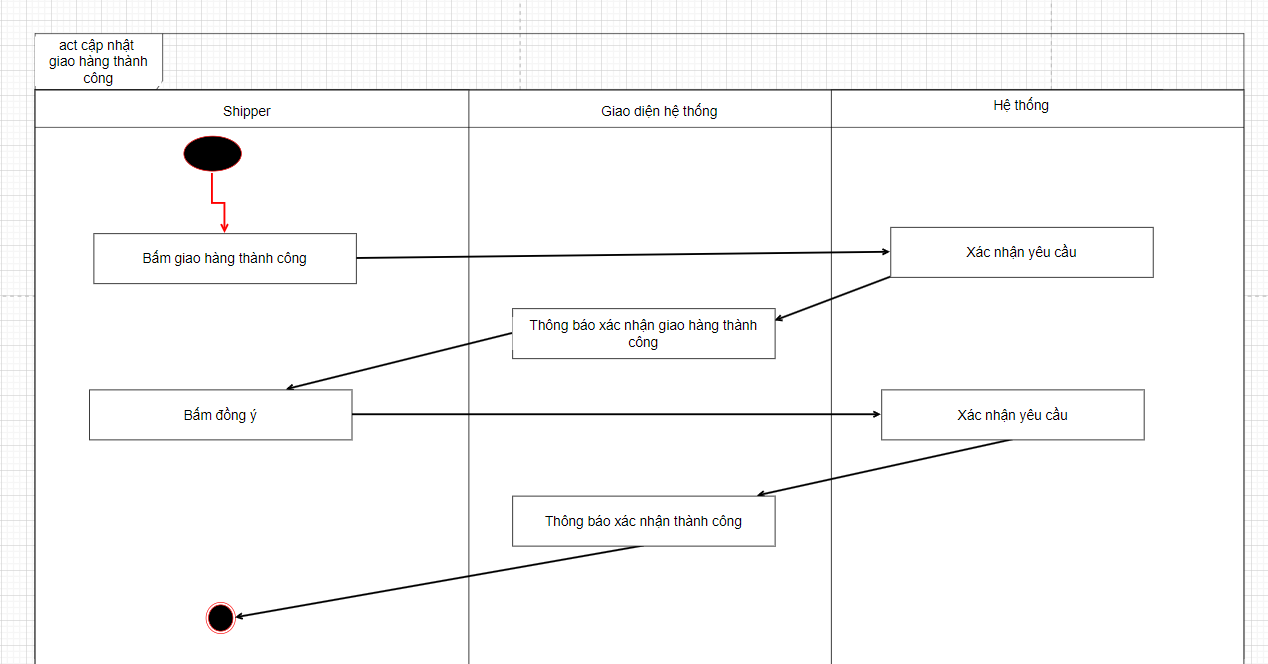 act cập nhật
giao hàng thành
công
Shipper
Giao diện hệ thống
Hệ thống
Bấm giao hàng thành công
Xác nhận yêu cầu
Thông báo xác nhận giao hàng thành
công
Bấm đồng ý
Xác nhận yêu cầu
Thông báo xác nhận thành công